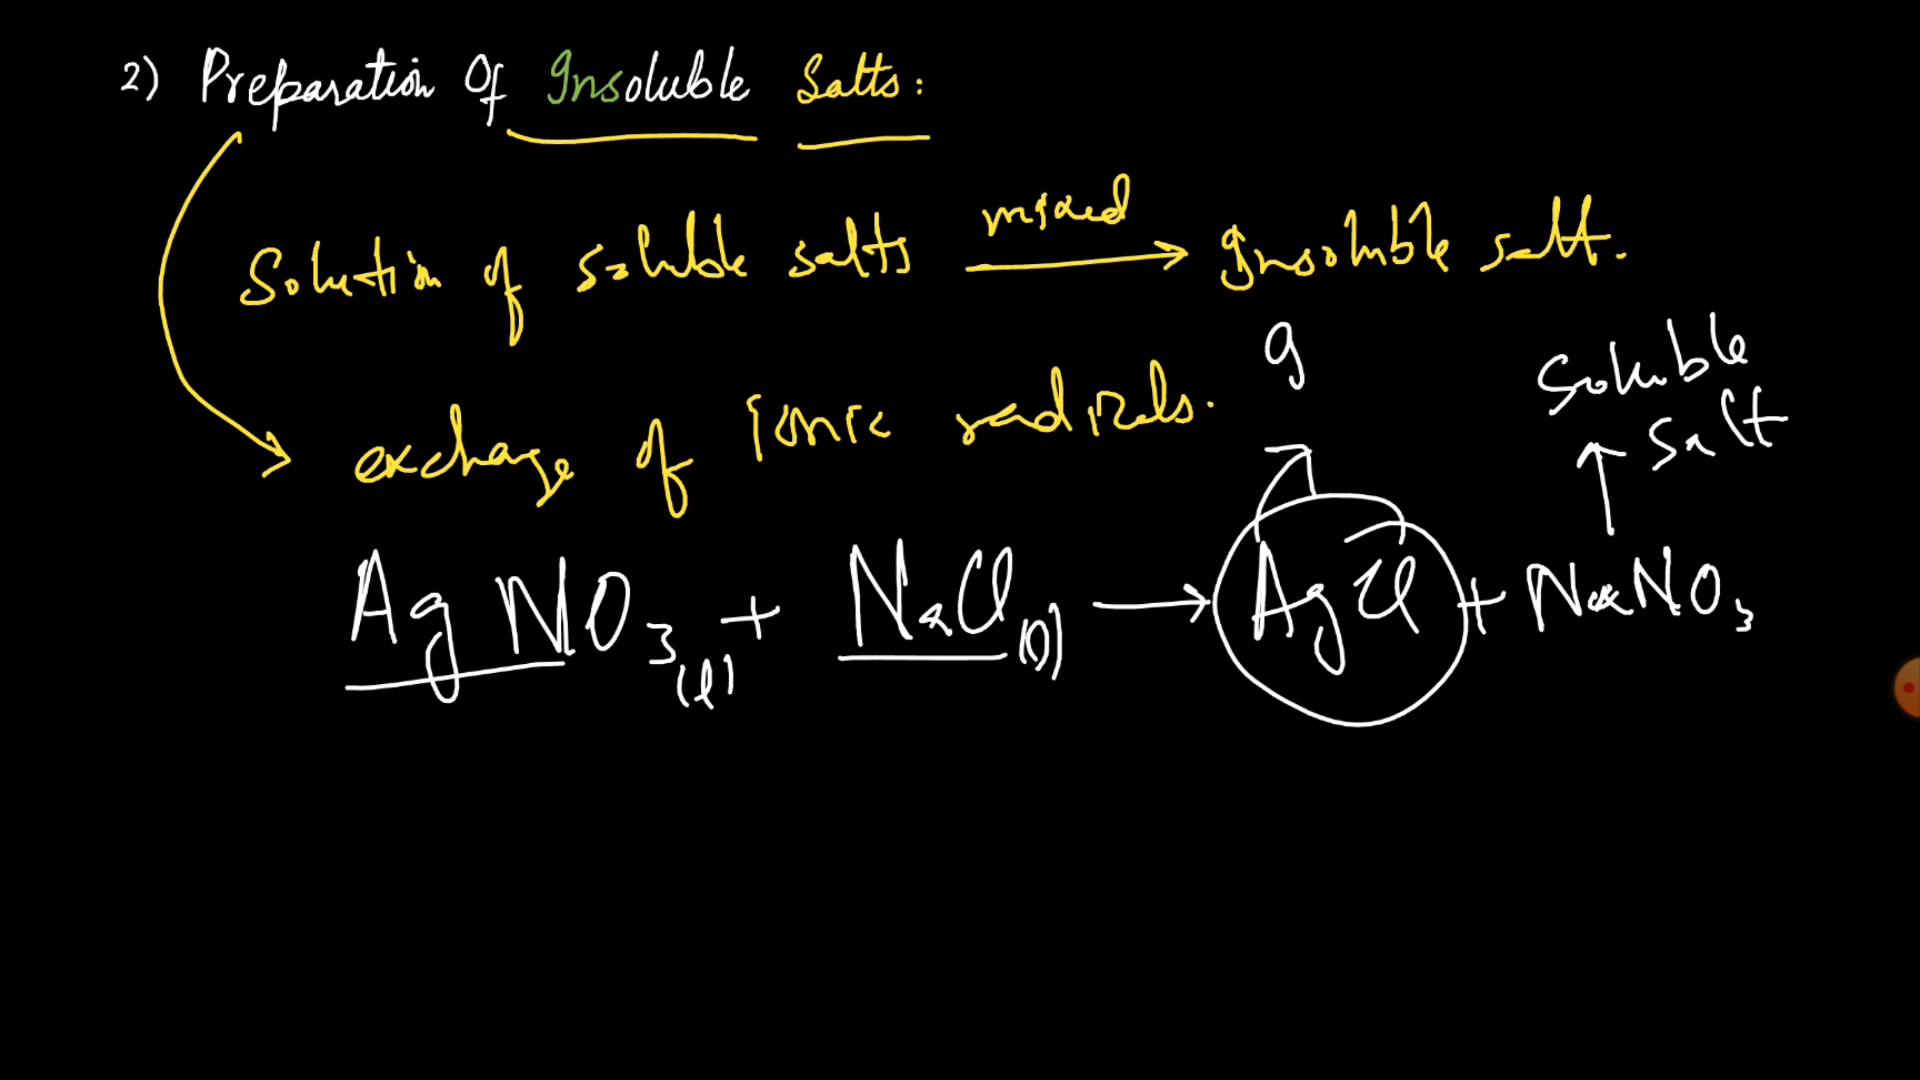 2) Preparation Of Insoluble Salts:
Solution of soluble salts mixed → Insoluble salt.
exchange of ionic radicals.
I
Soluble salt
AgNO₃(l) + NaCl(l) → AgCl + NaNO₃